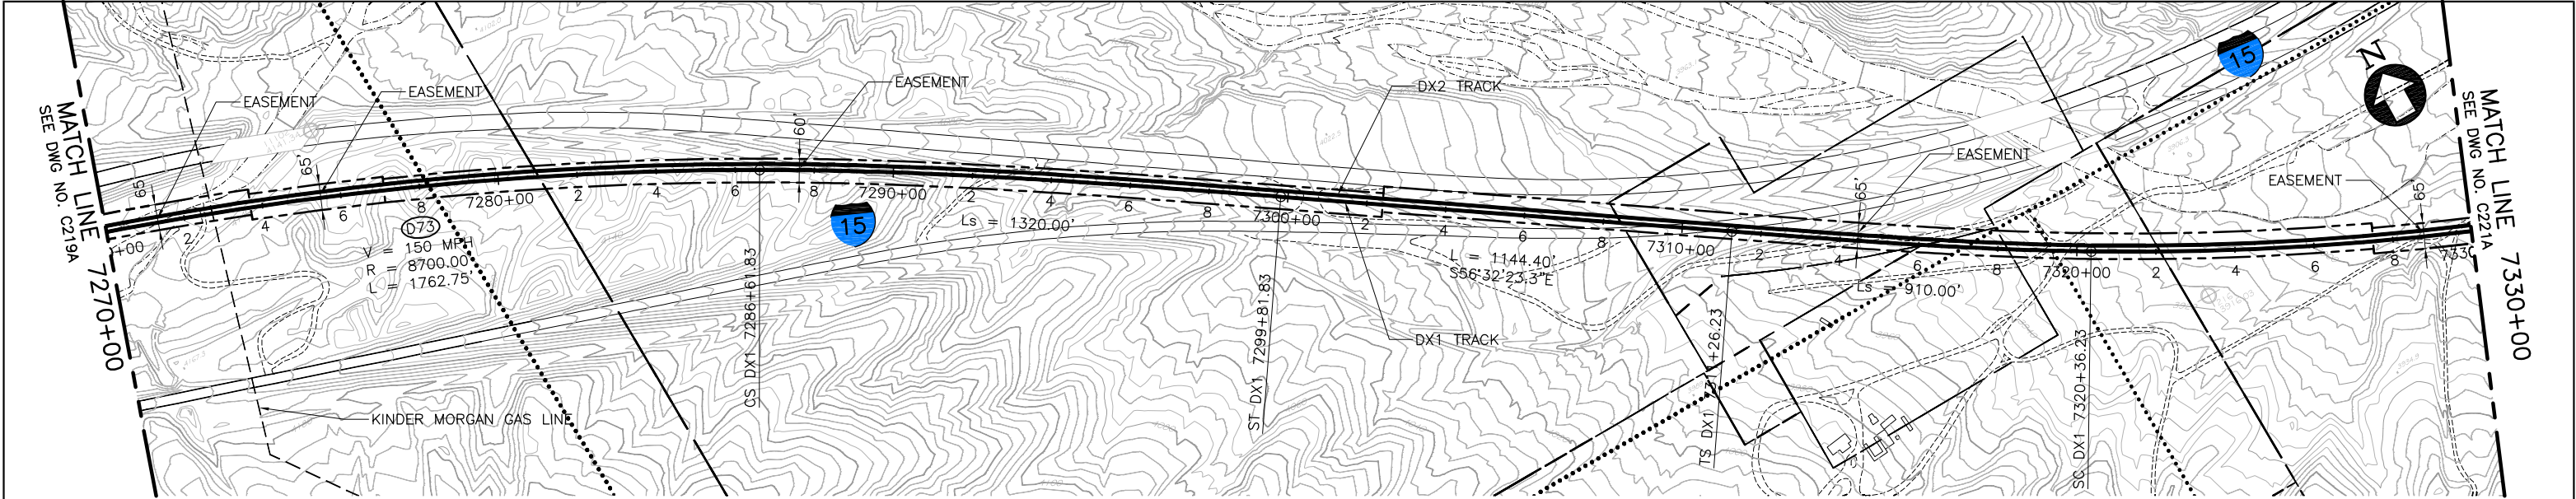 MATCH LINE 7270+00
SEE DWG NO. C219A
EASEMENT
EASEMENT
EASEMENT
DX2 TRACK
EASEMENT
EASEMENT
15
15
N
MATCH LINE 7330+00
SEE DWG NO. C221A
65'
65'
60'
65'
65'
+00
2
4
6
8
7280+00
2
4
6
8
7290+00
2
4
6
8
7300+00
2
4
6
8
7310+00
2
4
6
8
7320+00
2
4
6
8
7330
D73
V = 150 MPH
R = 8700.00'
L = 1762.75'
Ls = 1320.00'
L = 1144.40'
S56°32'23.3"E
Ls = 910.00'
CS DX1 7286+61.83
ST DX1 7299+81.83
TS DX1 7311+26.23
SC DX1 7320+36.23
DX1 TRACK
KINDER MORGAN GAS LINE